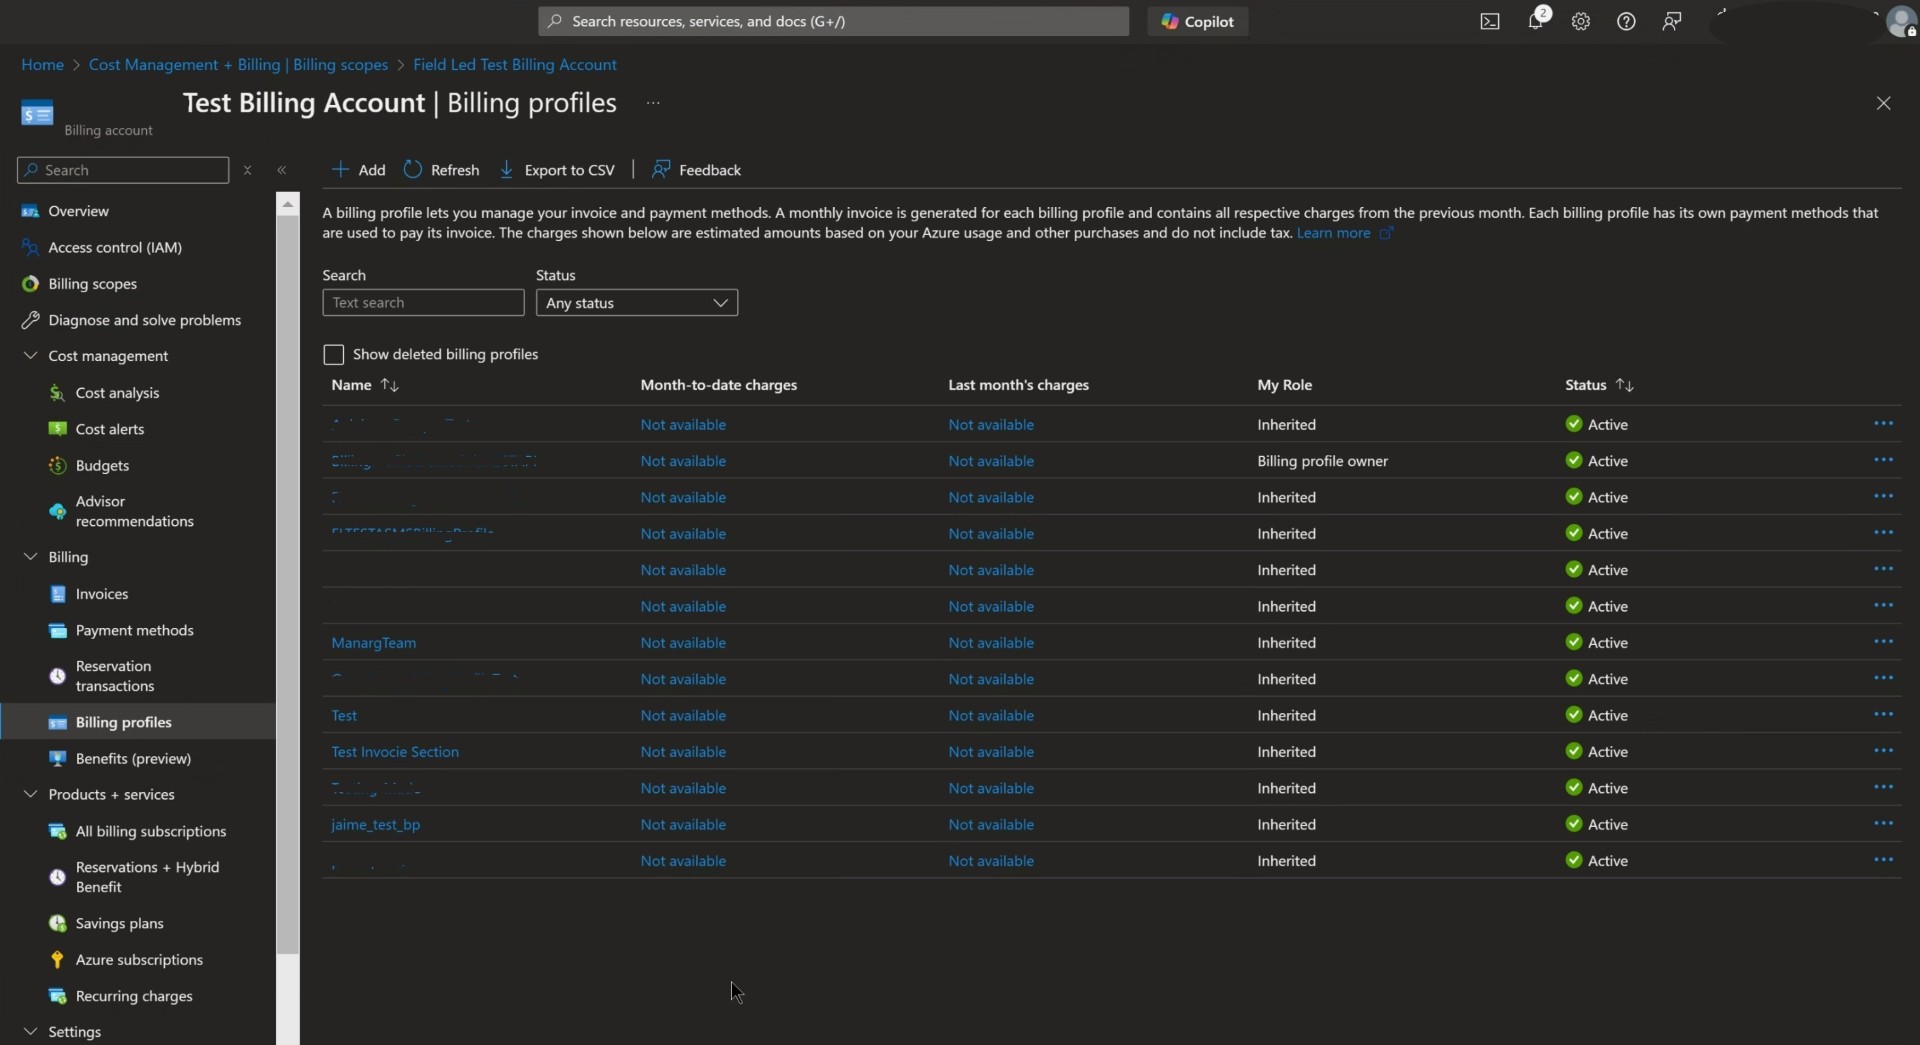 Search resources, services, and docs (G+/)
Copilot
2
Home > Cost Management + Billing | Billing scopes > Field Led Test Billing Account
Test Billing Account | Billing profiles ...
Billing account
Search
Overview
Access control (IAM)
Billing scopes
Diagnose and solve problems
Cost management
Cost analysis
Cost alerts
Budgets
Advisor
recommendations
Billing
Invoices
Payment methods
Reservation
transactions
Billing profiles
Benefits (preview)
Products + services
All billing subscriptions
Reservations + Hybrid
Benefit
Savings plans
Azure subscriptions
Recurring charges
Settings
Add Refresh Export to CSV | Feedback
A billing profile lets you manage your invoice and payment methods. A monthly invoice is generated for each billing profile and contains all respective charges from the previous month. Each billing profile has its own payment methods that
are used to pay its invoice. The charges shown below are estimated amounts based on your Azure usage and other purchases and do not include tax. Learn more
Search Status
Text search Any status
Show deleted billing profiles
Name Month-to-date charges Last month's charges My Role Status
Not available Not available Inherited Active
Not available Not available Billing profile owner Active
Not available Not available Inherited Active
Not available Not available Inherited Active
Not available Not available Inherited Active
Not available Not available Inherited Active
ManargTeam Not available Not available Inherited Active
Not available Not available Inherited Active
Test Not available Not available Inherited Active
Test Invocie Section Not available Not available Inherited Active
Not available Not available Inherited Active
jaime_test_bp Not available Not available Inherited Active
Not available Not available Inherited Active